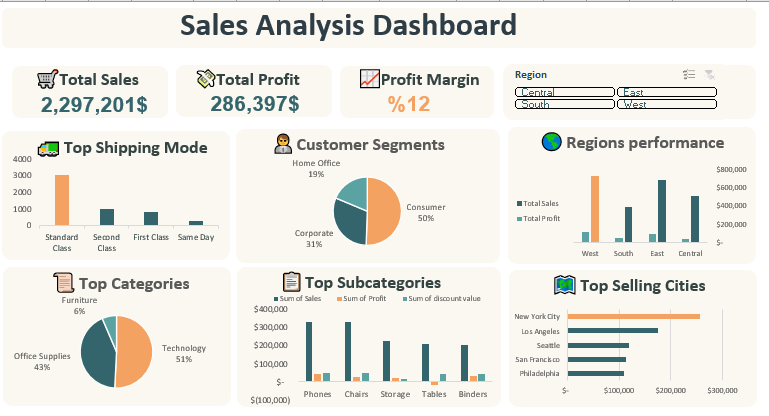 Sales Analysis Dashboard
Total Sales
2,297,201$
Total Profit
286,397$
Profit Margin
%12
Region
Central
East
South
West
Top Shipping Mode
4000
3000
2000
1000
0
Standard
Class
Second
Class
First Class
Same Day
Customer Segments
Home Office
19%
Consumer
50%
Corporate
31%
Regions performance
Total Sales
Total Profit
$800,000
$600,000
$400,000
$200,000
$-
West
South
East
Central
Top Categories
Furniture
6%
Technology
51%
Office Supplies
43%
Top Subcategories
Sum of Sales
Sum of Profit
Sum of discount value
$400,000
$300,000
$200,000
$100,000
$-
$(100,000)
Phones
Chairs
Storage
Tables
Binders
Top Selling Cities
New York City
Los Angeles
Seattle
San Francisco
Philadelphia
$-
$100,000
$200,000
$300,000